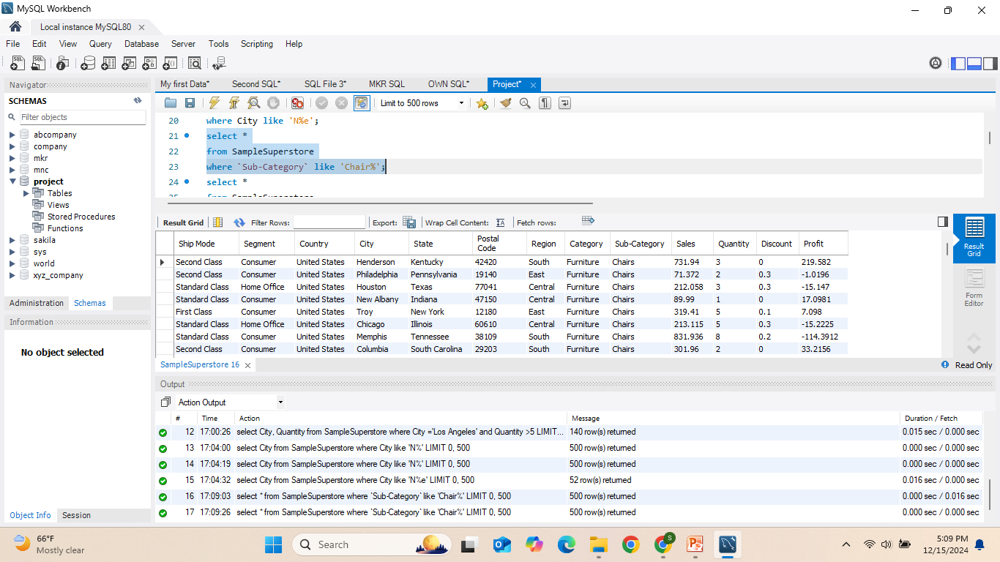 MySQL Workbench
Local instance MySQL80
File Edit View Query Database Server Tools Scripting Help
Navigator
SCHEMAS
Filter objects
abcompany
company
mkr
mnc
project
Tables
Views
Stored Procedures
Functions
sakila
sys
world
xyz_company
Administration Schemas
Information
No object selected
Object Info Session
My first Data* Second SQL* SQL File 3* MKR SQL OWN SQL* Project*
Limit to 500 rows
20 where City like 'N%e';
21 select *
22 from SampleSuperstore
23 where `Sub-Category` like 'Chair%';
24 select *
25 from SampleSuperstore
Result Grid Filter Rows: Export: Wrap Cell Content: Fetch rows:
Ship Mode Segment Country City State Postal Code Region Category Sub-Category Sales Quantity Discount Profit
Second Class Consumer United States Henderson Kentucky 42420 South Furniture Chairs 731.94 3 0 219.582
Second Class Consumer United States Philadelphia Pennsylvania 19140 East Furniture Chairs 71.372 2 0.3 -1.0196
Standard Class Home Office United States Houston Texas 77041 Central Furniture Chairs 212.058 3 0.3 -15.147
Standard Class Consumer United States New Albany Indiana 47150 Central Furniture Chairs 89.99 1 0 17.0981
First Class Consumer United States Troy New York 12180 East Furniture Chairs 319.41 5 0.1 7.098
Standard Class Home Office United States Chicago Illinois 60610 Central Furniture Chairs 213.115 5 0.3 -15.2225
Standard Class Consumer United States Memphis Tennessee 38109 South Furniture Chairs 831.936 8 0.2 -114.3912
Second Class Consumer United States Columbia South Carolina 29203 South Furniture Chairs 301.96 2 0 33.2156
Result Grid
Form Editor
SampleSuperstore 16
Read Only
Output
Action Output
# Time Action Message Duration / Fetch
12 17:00:26 select City, Quantity from SampleSuperstore where City ='Los Angeles' and Quantity >5 LIMIT... 140 row(s) returned 0.015 sec / 0.000 sec
13 17:04:00 select City from SampleSuperstore where City like 'N%' LIMIT 0, 500 500 row(s) returned 0.000 sec / 0.000 sec
14 17:04:19 select City from SampleSuperstore where City like 'N%' LIMIT 0, 500 500 row(s) returned 0.000 sec / 0.000 sec
15 17:04:32 select City from SampleSuperstore where City like 'N%e' LIMIT 0, 500 52 row(s) returned 0.016 sec / 0.000 sec
16 17:09:03 select * from SampleSuperstore where `Sub-Category` like 'Chair%' LIMIT 0, 500 500 row(s) returned 0.000 sec / 0.016 sec
17 17:09:26 select * from SampleSuperstore where `Sub-Category` like 'Chair%' LIMIT 0, 500 500 row(s) returned 0.000 sec / 0.000 sec
66°F
Mostly clear
Search
S
5:09 PM
12/15/2024